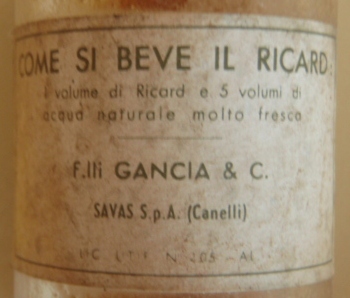 COME SI BEVE IL RICARD
1 volume di Ricard e 5 volumi di
acqua naturale molto fresca
F.lli GANCIA & C.
SAVAS S.p.A. (Canelli)